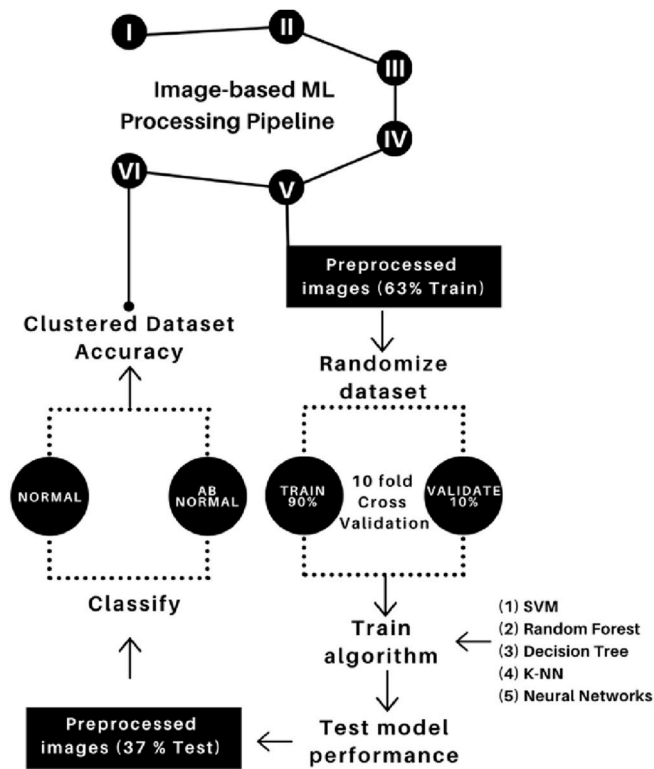 I
II
III
Image-based ML
Processing Pipeline
IV
VI
V
Preprocessed
images (63% Train)
Clustered Dataset
Accuracy
Randomize
dataset
NORMAL
AB
NORMAL
TRAIN
90%
10 fold
Cross
Validation
VALIDATE
10%
Classify
Train
algorithm
(1) SVM
(2) Random Forest
(3) Decision Tree
(4) K-NN
(5) Neural Networks
Preprocessed
images (37 % Test)
Test model
performance